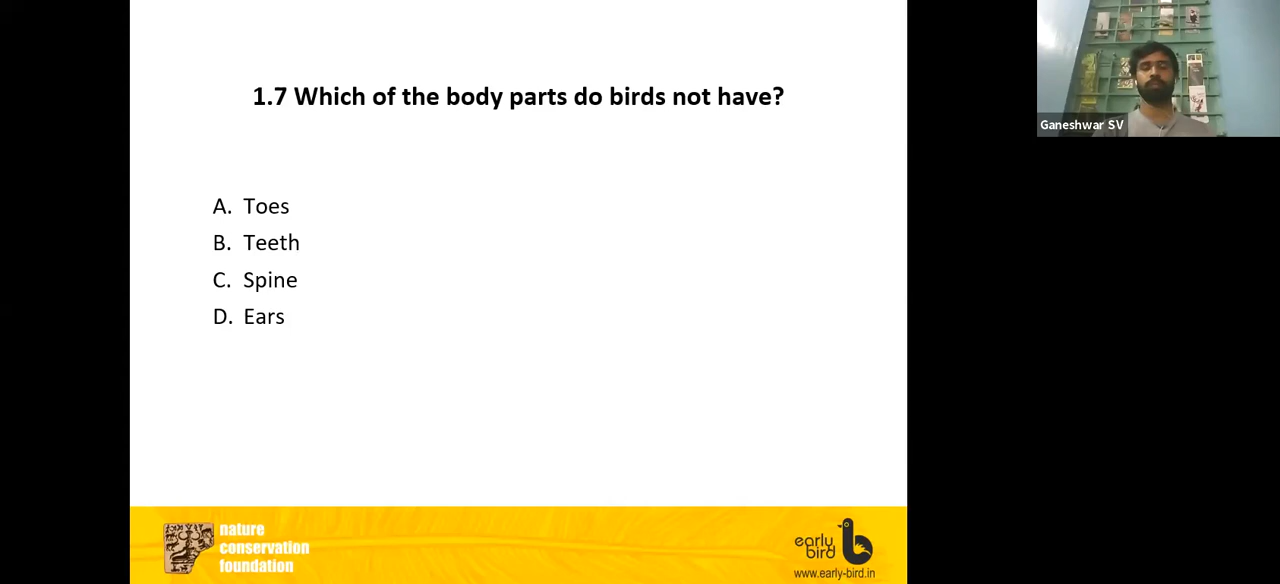 1.7 Which of the body parts do birds not have?
A. Toes
B. Teeth
C. Spine
D. Ears
nature
conservation
foundation
early
bird
www.early-bird.in
Ganeshwar SV